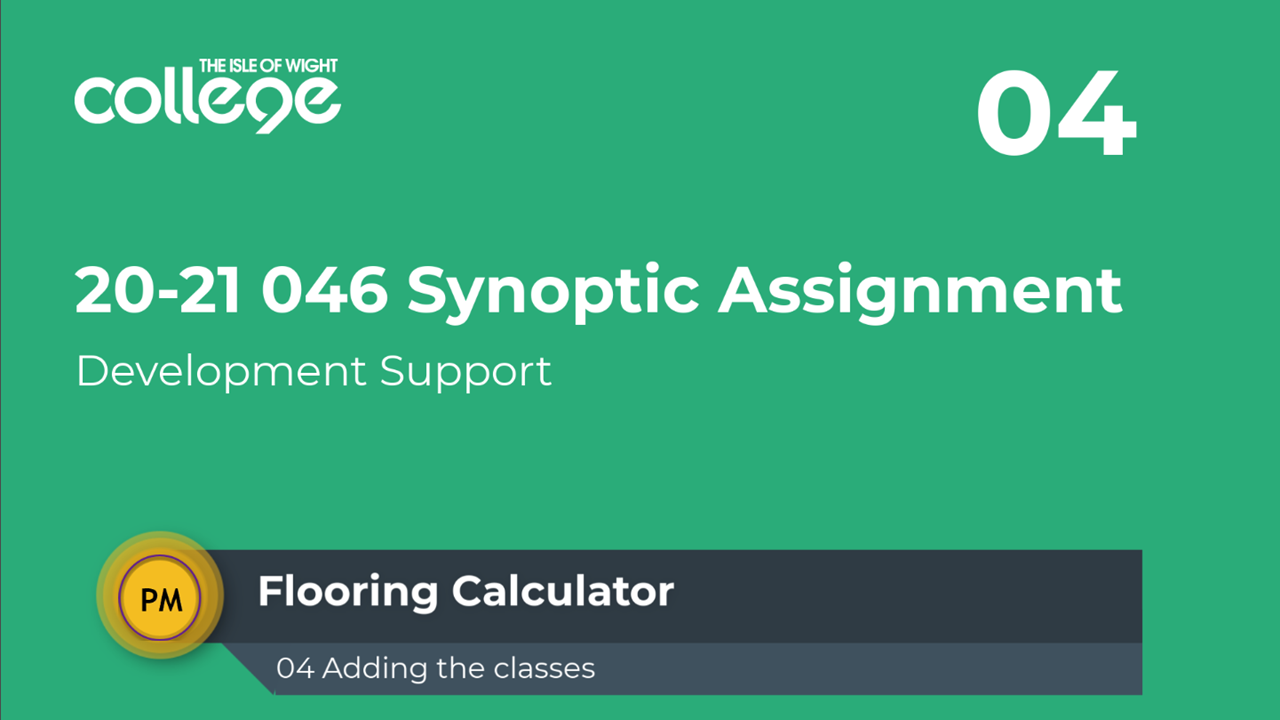 THE ISLE OF WIGHT
college
04
20-21 046 Synoptic Assignment
Development Support
PM
Flooring Calculator
04 Adding the classes